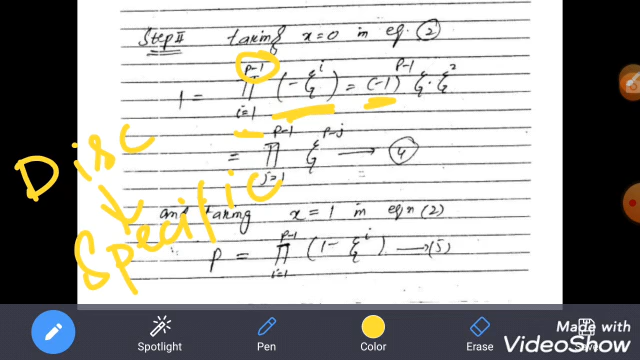 Step II taking x=0 in eq. (2)
1 = ∏_{i=1}^{p-1} (-ξ^i) = (-1)^{p-1} ξ·ξ^2
= ∏_{j=1}^{p-1} ξ^{p-j} → (4)
and taking x=1 in eqn (2)
p = ∏_{i=1}^{p-1} (1-ξ^i) → (5)
Disc
↓
Specific
Spotlight Pen Color Erase Save
Made with
VideoShow